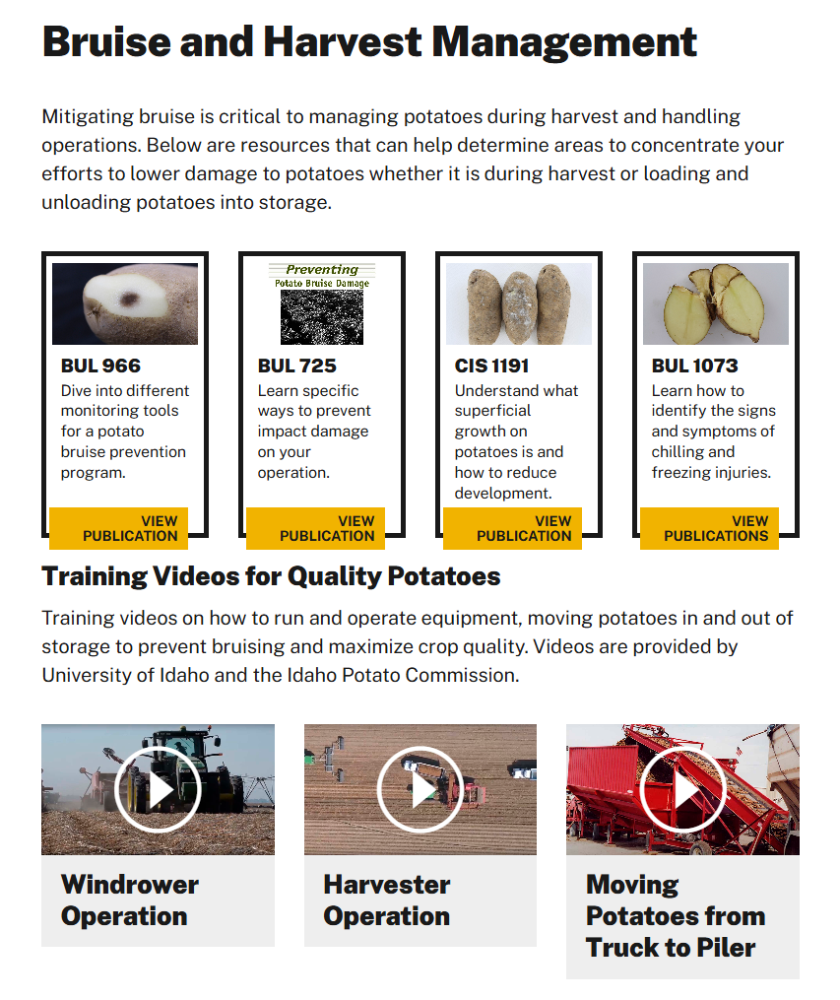 Bruise and Harvest Management
Mitigating bruise is critical to managing potatoes during harvest and handling
operations. Below are resources that can help determine areas to concentrate your
efforts to lower damage to potatoes whether it is during harvest or loading and
unloading potatoes into storage.
BUL 966
Dive into different
monitoring tools
for a potato
bruise prevention
program.
VIEW
PUBLICATION
Preventing
Potato Bruise Damage
BUL 725
Learn specific
ways to prevent
impact damage
on your
operation.
VIEW
PUBLICATION
CIS 1191
Understand what
superficial
growth on
potatoes is and
how to reduce
development.
VIEW
PUBLICATION
BUL 1073
Learn how to
identify the signs
and symptoms of
chilling and
freezing injuries.
VIEW
PUBLICATIONS
Training Videos for Quality Potatoes
Training videos on how to run and operate equipment, moving potatoes in and out of
storage to prevent bruising and maximize crop quality. Videos are provided by
University of Idaho and the Idaho Potato Commission.
Windrower
Operation
Harvester
Operation
Moving
Potatoes from
Truck to Piler